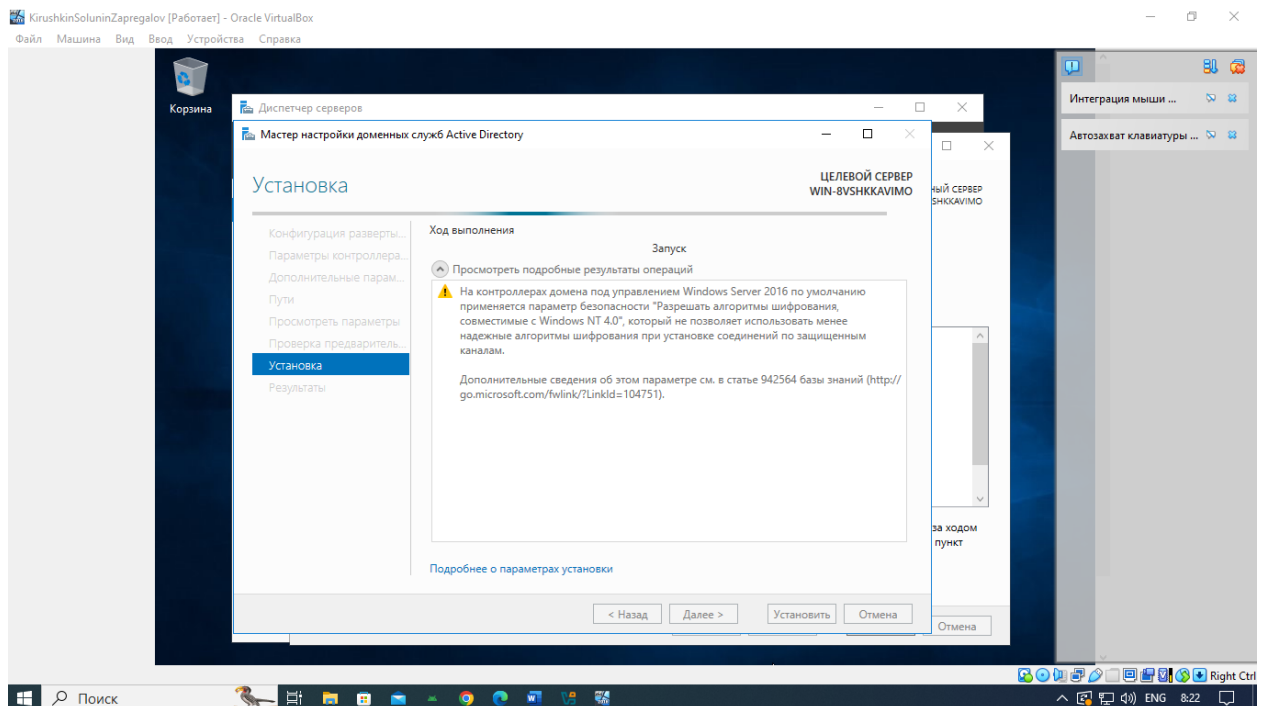 KirushkinSoluninZapregalov [Работает] - Oracle VirtualBox
Файл Машина Вид Ввод Устройства Справка
Корзина
Диспетчер серверов
Мастер настройки доменных служб Active Directory
Установка
ЦЕЛЕВОЙ СЕРВЕР
WIN-8VSHKKAVIMO
НЫЙ СЕРВЕР
SHKKAVIMO
Конфигурация разверты...
Параметры контроллера...
Дополнительные парам...
Пути
Просмотреть параметры
Проверка предваритель...
Установка
Результаты
Ход выполнения
Запуск
Просмотреть подробные результаты операций
На контроллерах домена под управлением Windows Server 2016 по умолчанию
применяется параметр безопасности "Разрешать алгоритмы шифрования,
совместимые с Windows NT 4.0", который не позволяет использовать менее
надежные алгоритмы шифрования при установке соединений по защищенным
каналам.
Дополнительные сведения об этом параметре см. в статье 942564 базы знаний (http://
go.microsoft.com/fwlink/?LinkId=104751).
за ходом
пункт
Подробнее о параметрах установки
< Назад Далее > Установить Отмена
Отмена
Интеграция мыши ...
Автозахват клавиатуры ...
Right Ctrl
Поиск
ENG 8:22